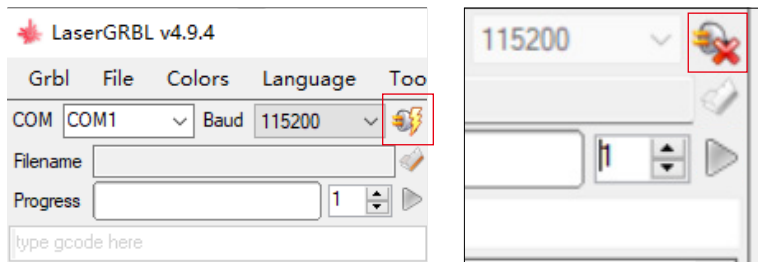 LaserGRBL v4.9.4
Grbl File Colors Language Too
COM COM1 Baud 115200
Filename
Progress 1
type gcode here
115200
1